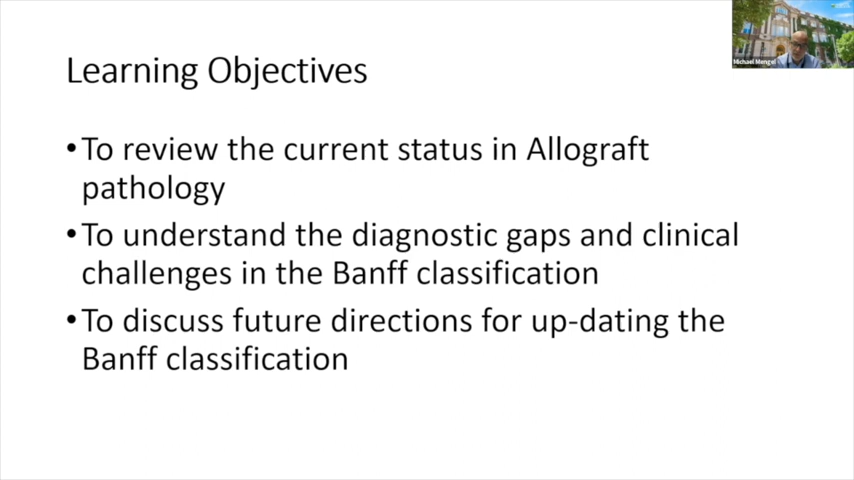 Learning Objectives
•To review the current status in Allograft
pathology
•To understand the diagnostic gaps and clinical
challenges in the Banff classification
•To discuss future directions for up-dating the
Banff classification
Michael Mengel